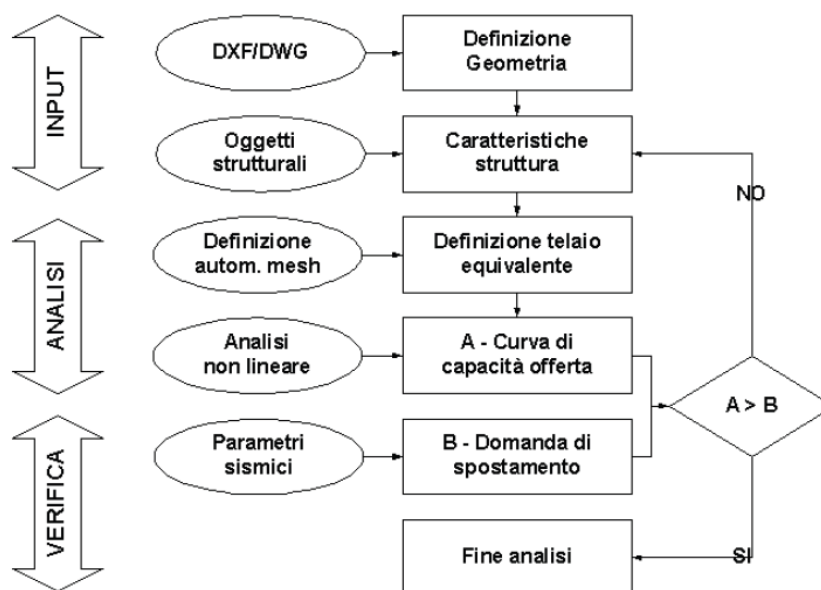 INPUT
DXF/DWG
Definizione
Geometria
Oggetti
strutturali
Caratteristiche
struttura
NO
ANALISI
Definizione
autom. mesh
Definizione telaio
equivalente
Analisi
non lineare
A - Curva di
capacità offerta
A > B
VERIFICA
Parametri
sismici
B - Domanda di
spostamento
Fine analisi
SI